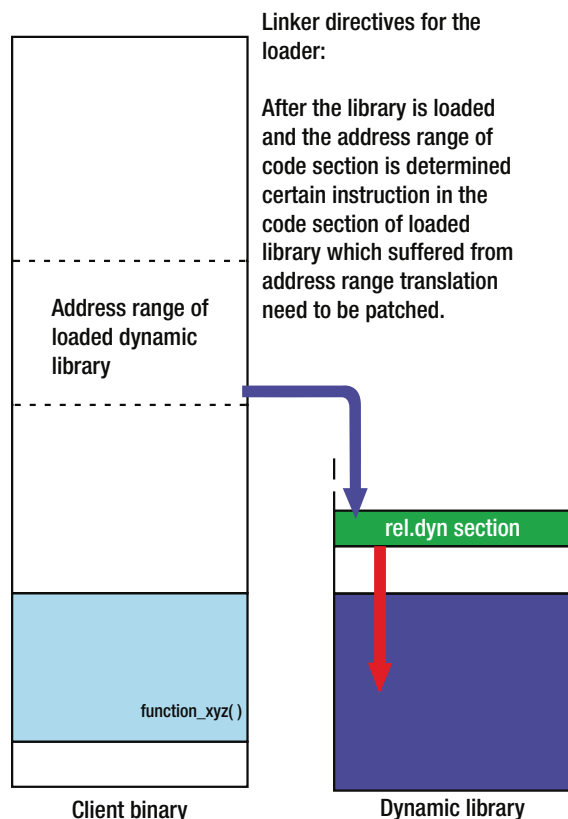 Linker directives for the
loader:
After the library is loaded
and the address range of
code section is determined
certain instruction in the
code section of loaded
library which suffered from
address range translation
need to be patched.
Address range of
loaded dynamic
library
rel.dyn section
function_xyz( )
Client binary
Dynamic library